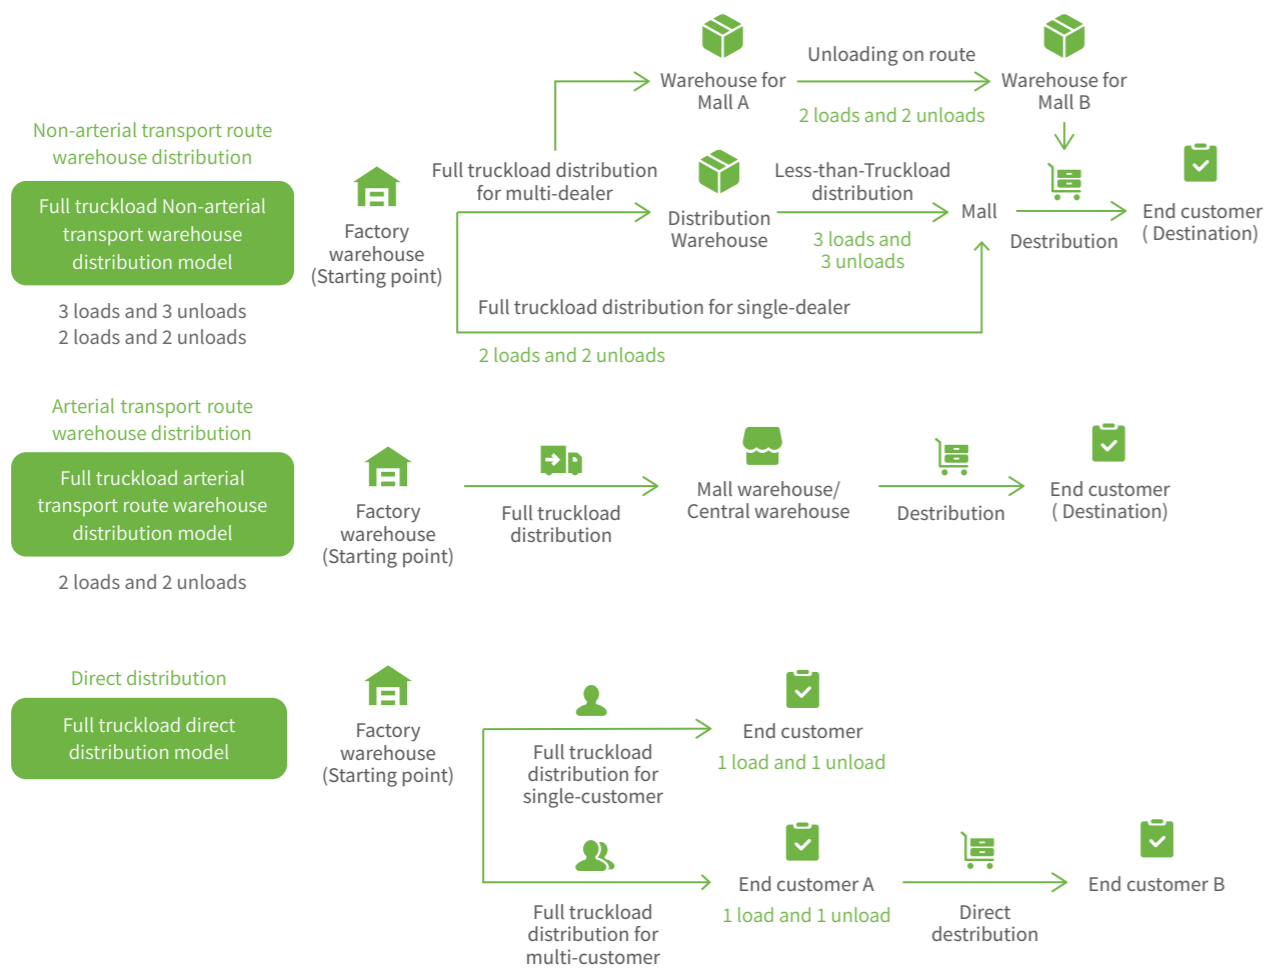 Non-arterial transport route
warehouse distribution
Full truckload Non-arterial
transport warehouse
distribution model
3 loads and 3 unloads
2 loads and 2 unloads
Factory
warehouse
(Starting point)
Full truckload distribution
for multi-dealer
Warehouse for
Mall A
Unloading on route
2 loads and 2 unloads
Warehouse for
Mall B
Distribution
Warehouse
Less-than-Truckload
distribution
3 loads and
3 unloads
Mall
Destribution
End customer
( Destination)
Full truckload distribution for single-dealer
2 loads and 2 unloads
Arterial transport route
warehouse distribution
Full truckload arterial
transport route warehouse
distribution model
2 loads and 2 unloads
Factory
warehouse
(Starting point)
Full truckload
distribution
Mall warehouse/
Central warehouse
Destribution
End customer
( Destination)
Direct distribution
Full truckload direct
distribution model
Factory
warehouse
(Starting point)
Full truckload
distribution for
single-customer
End customer
1 load and 1 unload
Full truckload
distribution for
multi-customer
End customer A
1 load and 1 unload
Direct
destribution
End customer B